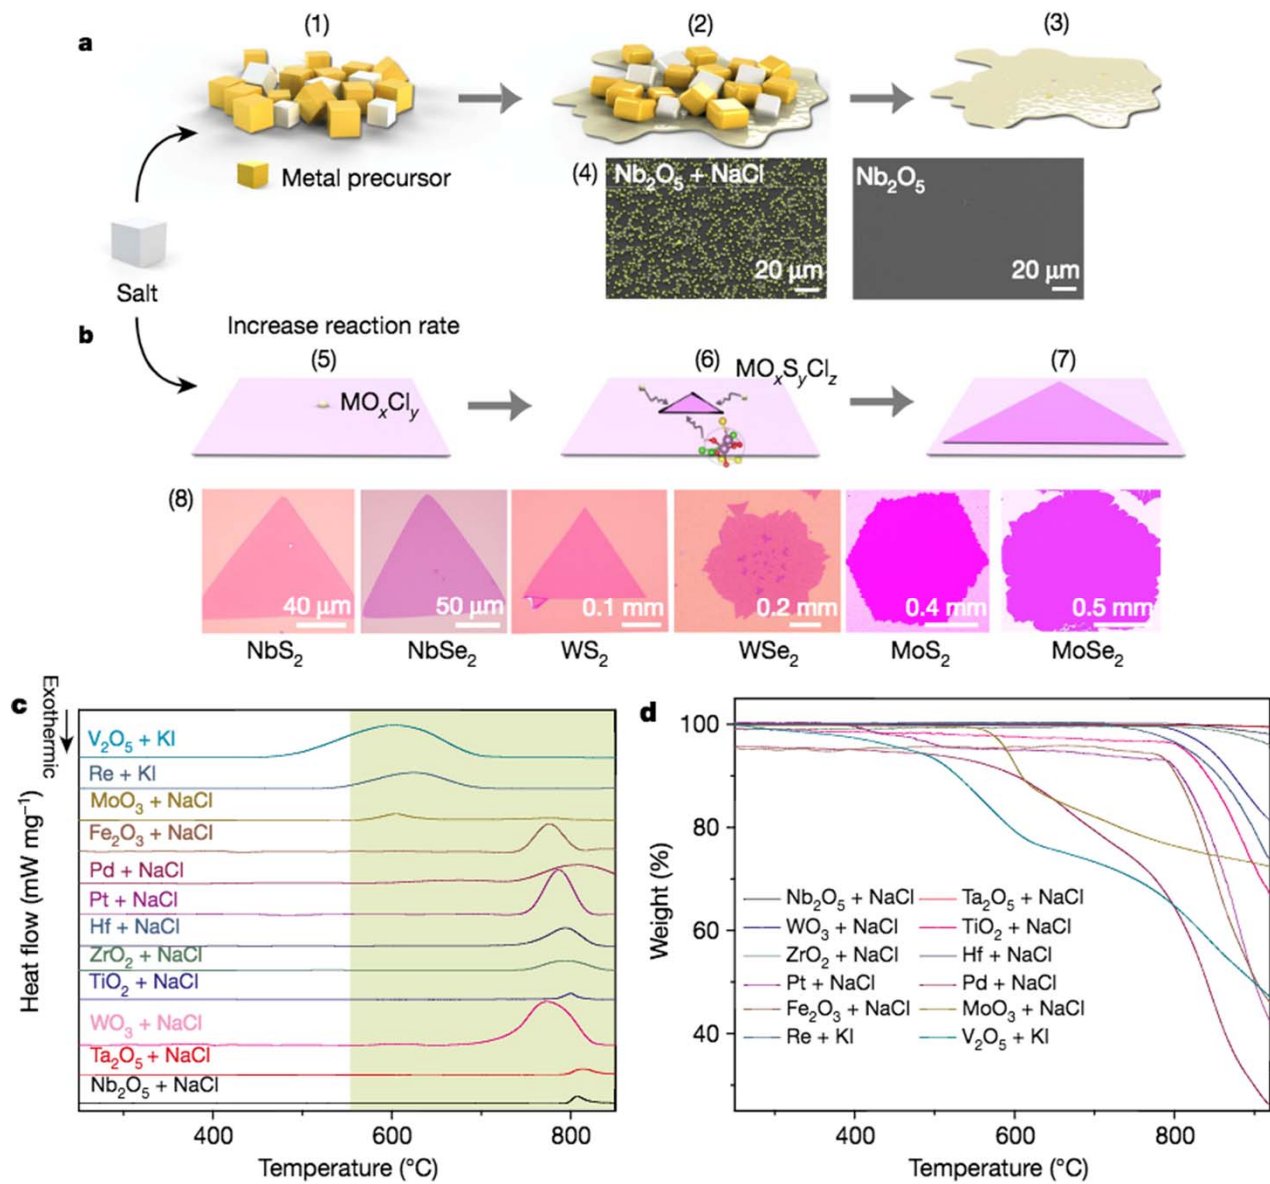 a
(1)
(2)
(3)
Metal precursor
(4)
Nb₂O₅ + NaCl
20 μm
Nb₂O₅
20 μm
Salt
b
Increase reaction rate
(5)
(6)
(7)
MOₓClᵧ
MOₓSᵧCl_z
(8)
40 μm
50 μm
0.1 mm
0.2 mm
0.4 mm
0.5 mm
NbS₂
NbSe₂
WS₂
WSe₂
MoS₂
MoSe₂
c
Exothermic
Heat flow (mW mg⁻¹)
V₂O₅ + KI
Re + KI
MoO₃ + NaCl
Fe₂O₃ + NaCl
Pd + NaCl
Pt + NaCl
Hf + NaCl
ZrO₂ + NaCl
TiO₂ + NaCl
WO₃ + NaCl
Ta₂O₅ + NaCl
Nb₂O₅ + NaCl
400
600
800
Temperature (°C)
d
Weight (%)
100
80
60
40
Nb₂O₅ + NaCl
Ta₂O₅ + NaCl
WO₃ + NaCl
TiO₂ + NaCl
ZrO₂ + NaCl
Hf + NaCl
Pt + NaCl
Pd + NaCl
Fe₂O₃ + NaCl
MoO₃ + NaCl
Re + KI
V₂O₅ + KI
400
600
800
Temperature (°C)